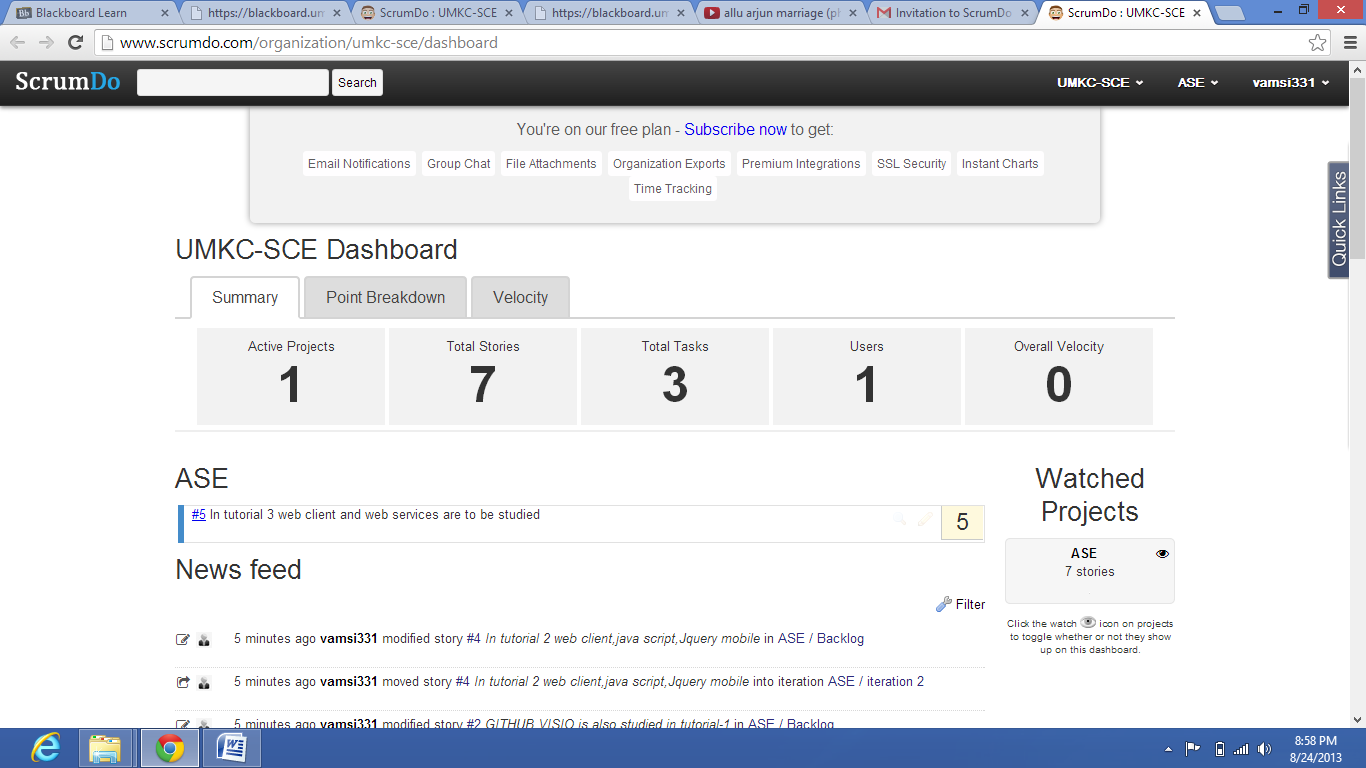 Blackboard Learn
https://blackboard.um
ScrumDo : UMKC-SCE
https://blackboard.um
allu arjun marriage (ph
Invitation to ScrumDo
ScrumDo : UMKC-SCE
www.scrumdo.com/organization/umkc-sce/dashboard
ScrumDo
Search
UMKC-SCE
ASE
vamsi331
You're on our free plan - Subscribe now to get:
Email Notifications Group Chat File Attachments Organization Exports Premium Integrations SSL Security Instant Charts
Time Tracking
Quick Links
UMKC-SCE Dashboard
Summary Point Breakdown Velocity
Active Projects Total Stories Total Tasks Users Overall Velocity
1 7 3 1 0
ASE
#5 In tutorial 3 web client and web services are to be studied
5
Watched
Projects
ASE
7 stories
Click the watch icon on projects
to toggle whether or not they show
up on this dashboard.
News feed
Filter
5 minutes ago vamsi331 modified story #4 In tutorial 2 web client,java script,Jquery mobile in ASE / Backlog
5 minutes ago vamsi331 moved story #4 In tutorial 2 web client,java script,Jquery mobile into iteration ASE / iteration 2
5 minutes ago vamsi331 modified story #2 GITHUB,VISIO is also studied in tutorial-1 in ASE / Backlog
8:58 PM
8/24/2013